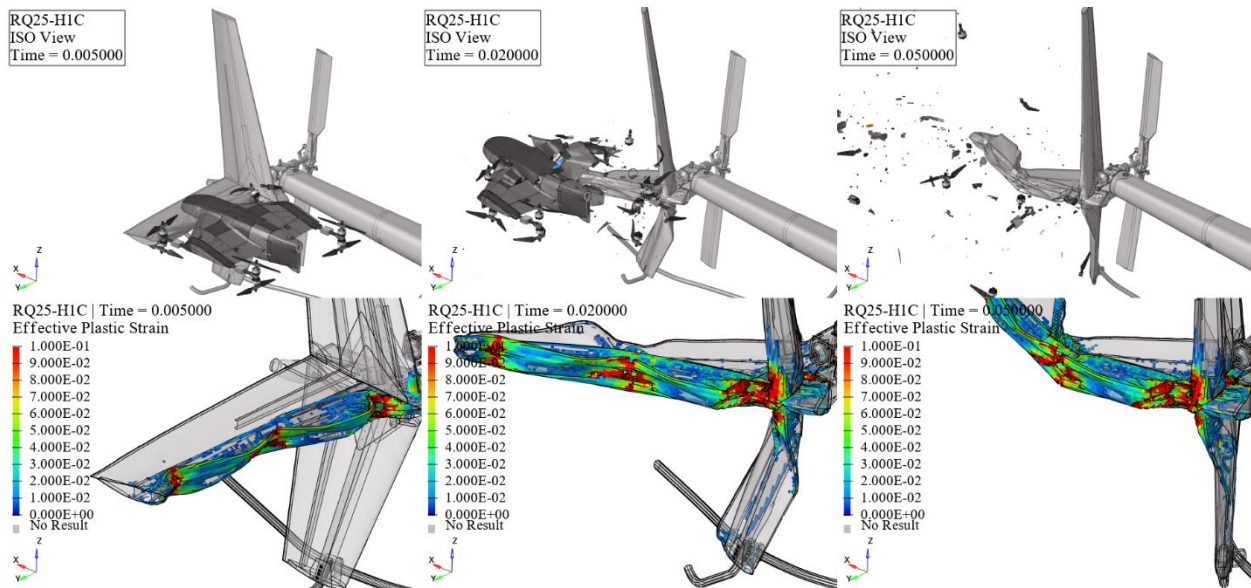 RQ25-H1C
ISO View
Time = 0.005000
X
Y
Z
RQ25-H1C
ISO View
Time = 0.020000
X
Y
Z
RQ25-H1C
ISO View
Time = 0.050000
X
Y
Z
RQ25-H1C | Time = 0.005000
Effective Plastic Strain
1.000E-01
9.000E-02
8.000E-02
7.000E-02
6.000E-02
5.000E-02
4.000E-02
3.000E-02
2.000E-02
1.000E-02
0.000E+00
No Result
X
Y
Z
RQ25-H1C | Time = 0.020000
Effective Plastic Strain
1.000E-01
9.000E-02
8.000E-02
7.000E-02
6.000E-02
5.000E-02
4.000E-02
3.000E-02
2.000E-02
1.000E-02
0.000E+00
No Result
X
Y
Z
RQ25-H1C | Time = 0.050000
Effective Plastic Strain
1.000E-01
9.000E-02
8.000E-02
7.000E-02
6.000E-02
5.000E-02
4.000E-02
3.000E-02
2.000E-02
1.000E-02
0.000E+00
No Result
X
Y
Z